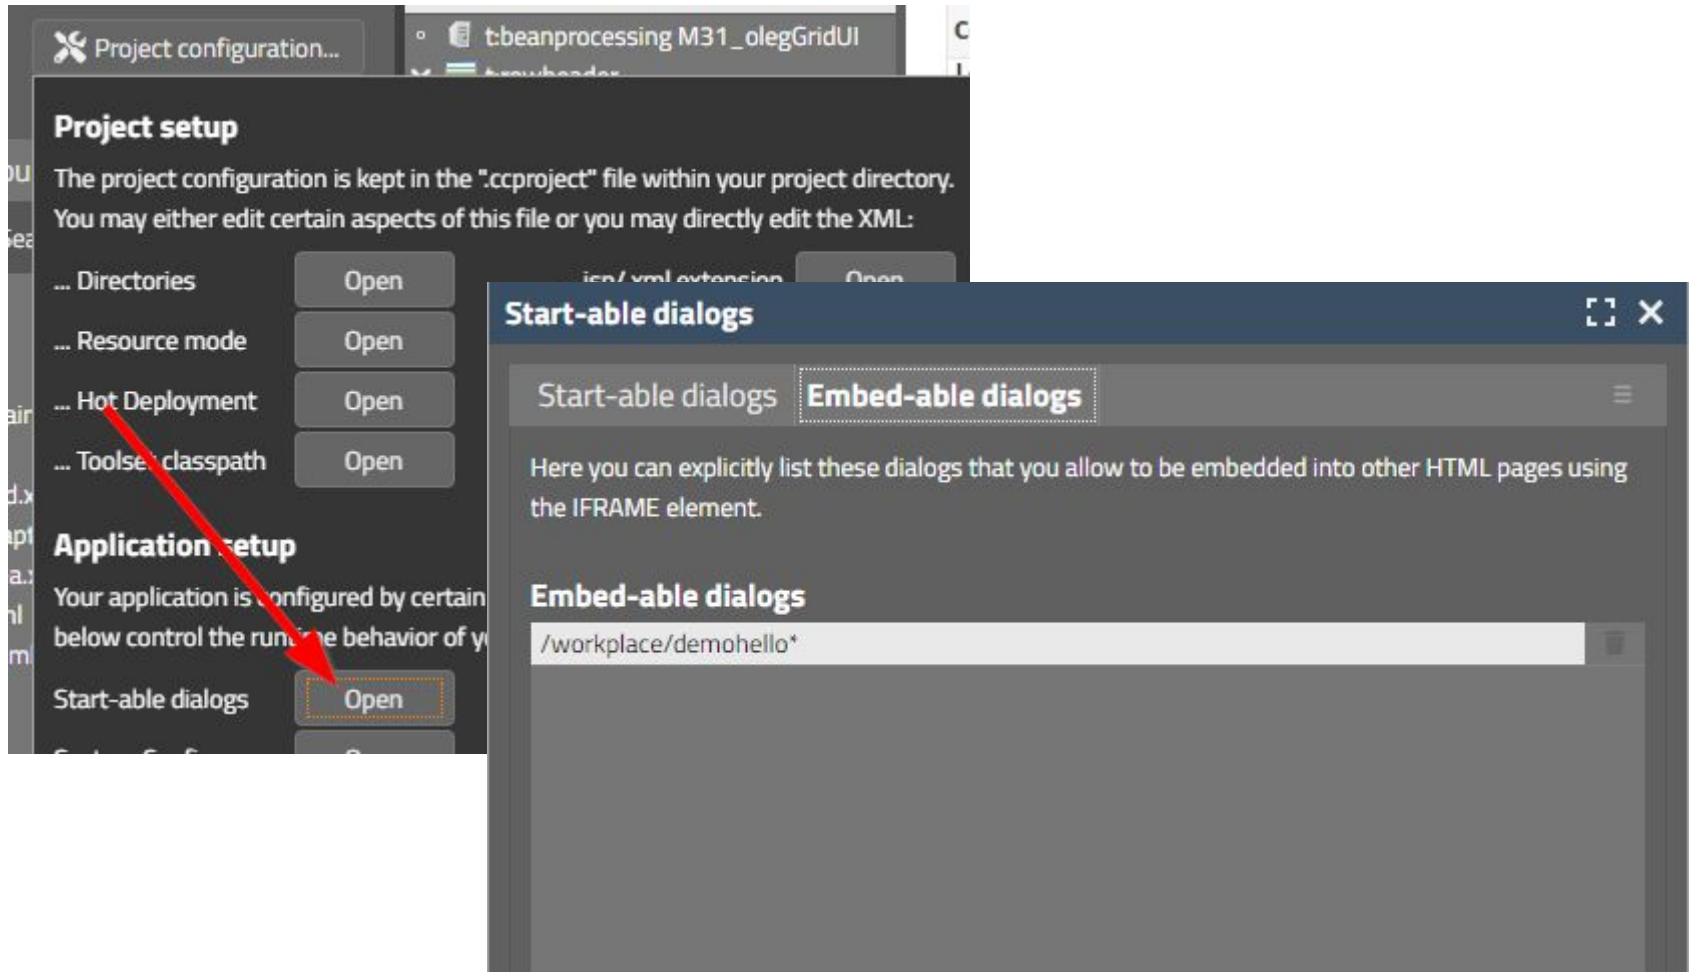 Project configuration...
t:beanprocessing M31_olegGridUI
t:rowheader
Project setup
The project configuration is kept in the ".ccproject" file within your project directory.
You may either edit certain aspects of this file or you may directly edit the XML:
... Directories Open jsp/ xml extension Open
... Resource mode Open
... Hot Deployment Open
... Toolset classpath Open
Application setup
Your application is configured by certain
below control the runtime behavior of
Start-able dialogs Open
Start-able dialogs
Start-able dialogs Embed-able dialogs
Here you can explicitly list these dialogs that you allow to be embedded into other HTML pages using
the IFRAME element.
Embed-able dialogs
/workplace/demohello*